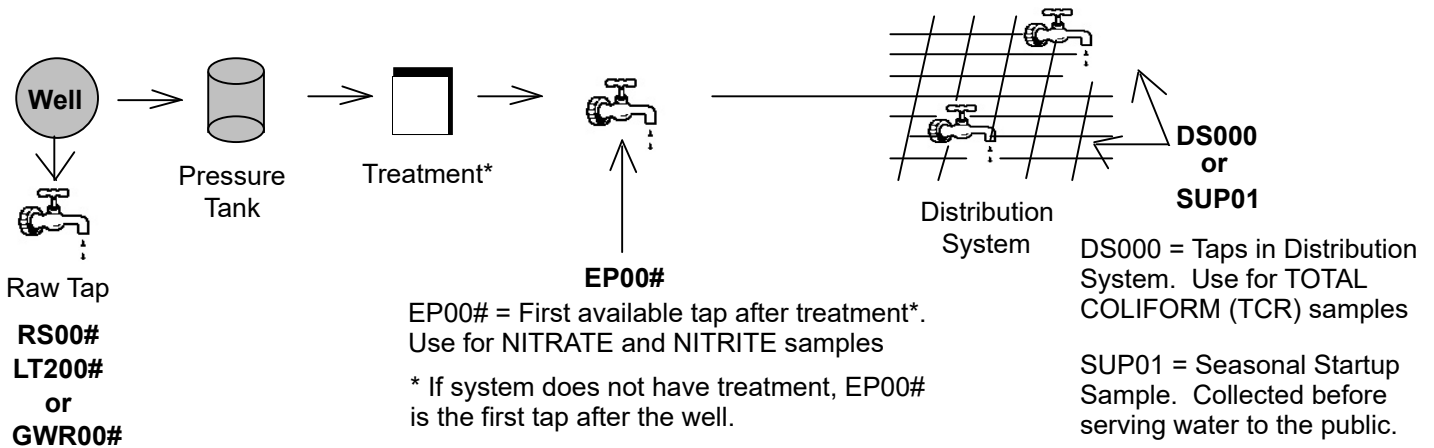 Well
Pressure
Tank
Treatment*
Raw Tap
RS00#
LT200#
or
GWR00#
EP00#
EP00# = First available tap after treatment*.
Use for NITRATE and NITRITE samples
* If system does not have treatment, EP00#
is the first tap after the well.
Distribution
System
DS000
or
SUP01
DS000 = Taps in Distribution
System. Use for TOTAL
COLIFORM (TCR) samples
SUP01 = Seasonal Startup
Sample. Collected before
serving water to the public.